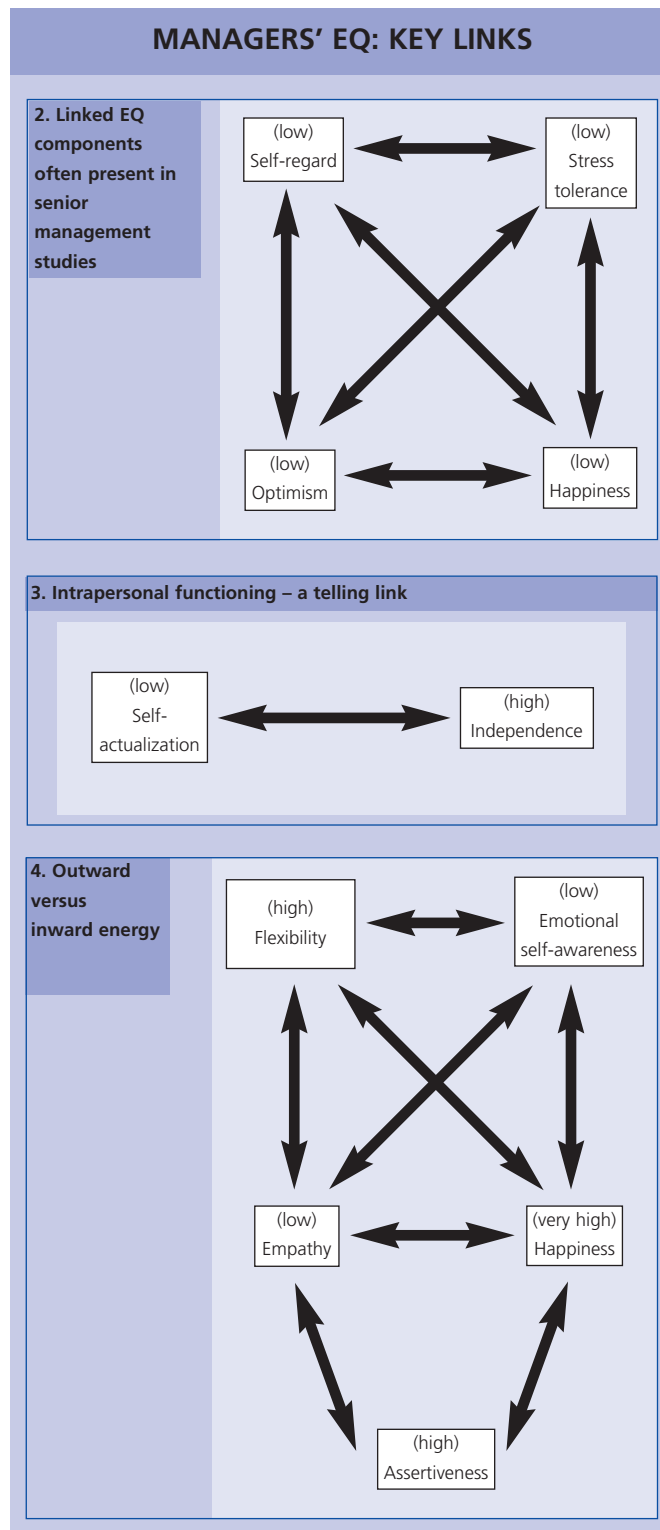 MANAGERS’ EQ: KEY LINKS
2. Linked EQ
components
often present in
senior
management
studies
(low)
Self-regard
(low)
Stress
tolerance
(low)
Optimism
(low)
Happiness
3. Intrapersonal functioning – a telling link
(low)
Self-
actualization
(high)
Independence
4. Outward
versus
inward energy
(high)
Flexibility
(low)
Emotional
self-awareness
(low)
Empathy
(very high)
Happiness
(high)
Assertiveness